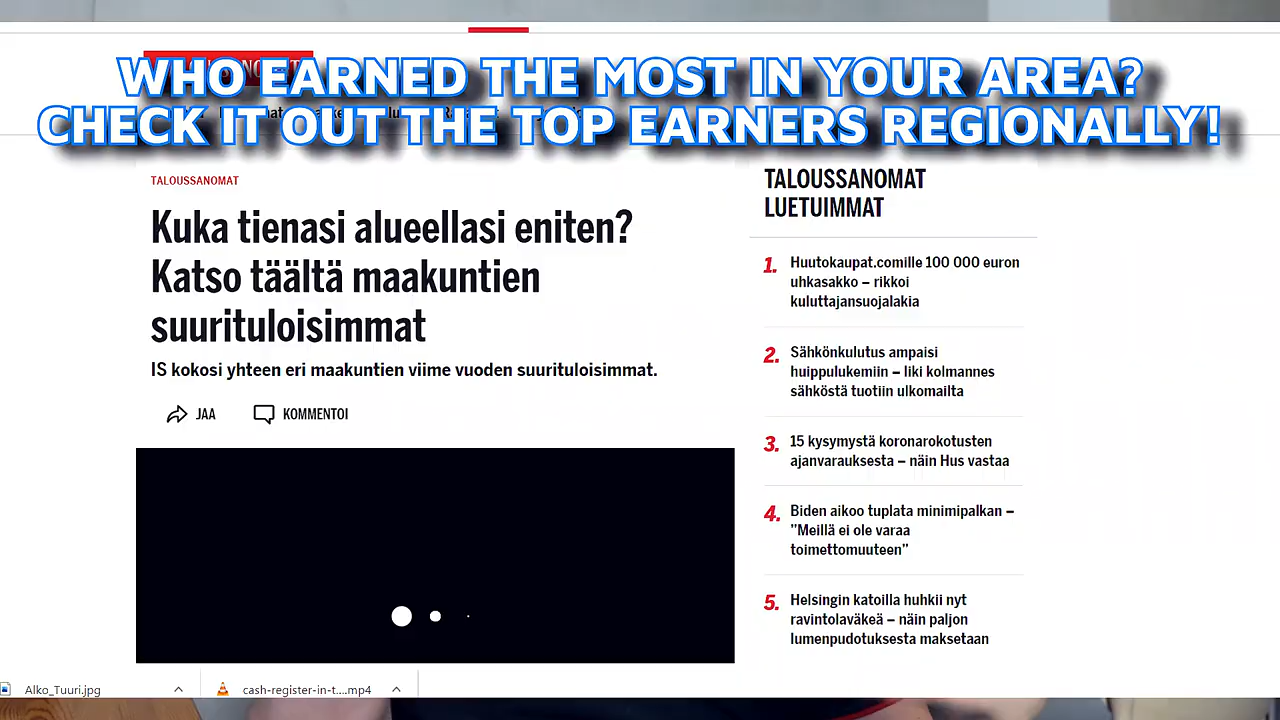 WHO EARNED THE MOST IN YOUR AREA?
CHECK IT OUT THE TOP EARNERS REGIONALLY!
TALOUSSANOMAT
Kuka tienasi alueellasi eniten?
Katso täältä maakuntien
suurituloisimmat
IS kokosi yhteen eri maakuntien viime vuoden suurituloisimmat.
JAA
KOMMENTOI
TALOUSSANOMAT
LUETUIMMAT
1. Huutokaupat.comille 100 000 euron
uhkasakko – rikkoi
kuluttajansuojalakia
2. Sähkönkulutus ampaisi
huippulukemiin – liki kolmannes
sähköstä tuotiin ulkomailta
3. 15 kysymystä koronarokotusten
ajanvarauksesta – näin Hus vastaa
4. Biden aikoo tuplata minimipalkan –
"Meillä ei ole varaa
toimettomuuteen"
5. Helsingin katoilla huhkii nyt
ravintolaväkeä – näin paljon
lumenpudotuksesta maksetaan
Alko_Tuuri.jpg
cash-register-in-t....mp4